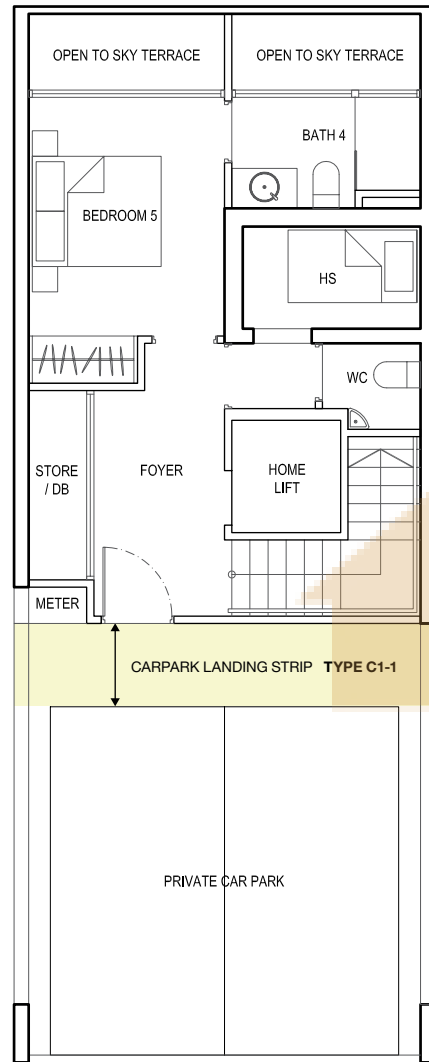 OPEN TO SKY TERRACE
OPEN TO SKY TERRACE
BATH 4
BEDROOM 5
HS
WC
STORE
/ DB
FOYER
HOME
LIFT
METER
CARPARK LANDING STRIP TYPE C1-1
PRIVATE CAR PARK